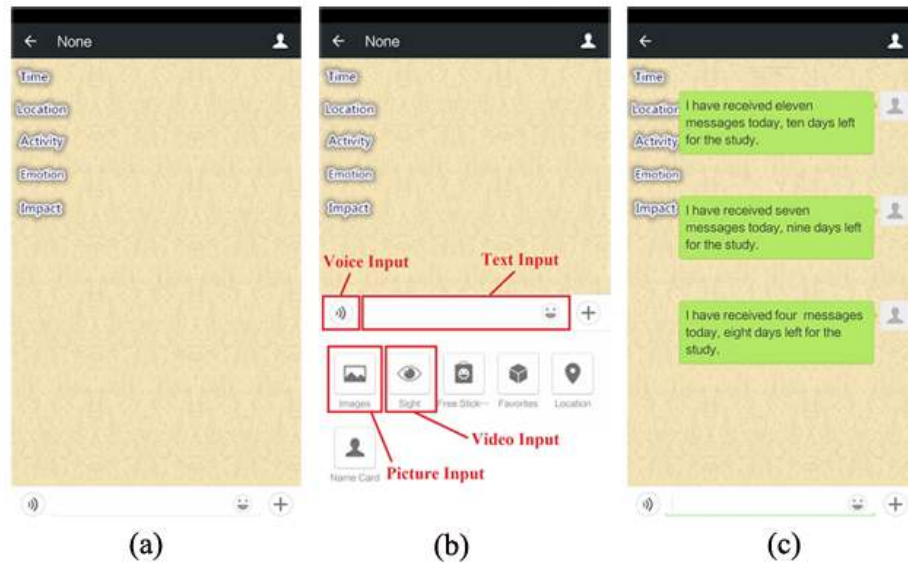 None
Time
Location
Activity
Emotion
Impact
(a)
None
Time
Location
Activity
Emotion
Impact
Voice Input
Text Input
Images
Sight
Free Stick···
Favorites
Location
Name Card
Video Input
Picture Input
(b)
Time
Location
Activity
Emotion
Impact
I have received eleven
messages today, ten days left
for the study.
I have received seven
messages today, nine days left
for the study.
I have received four messages
today, eight days left for the
study.
(c)